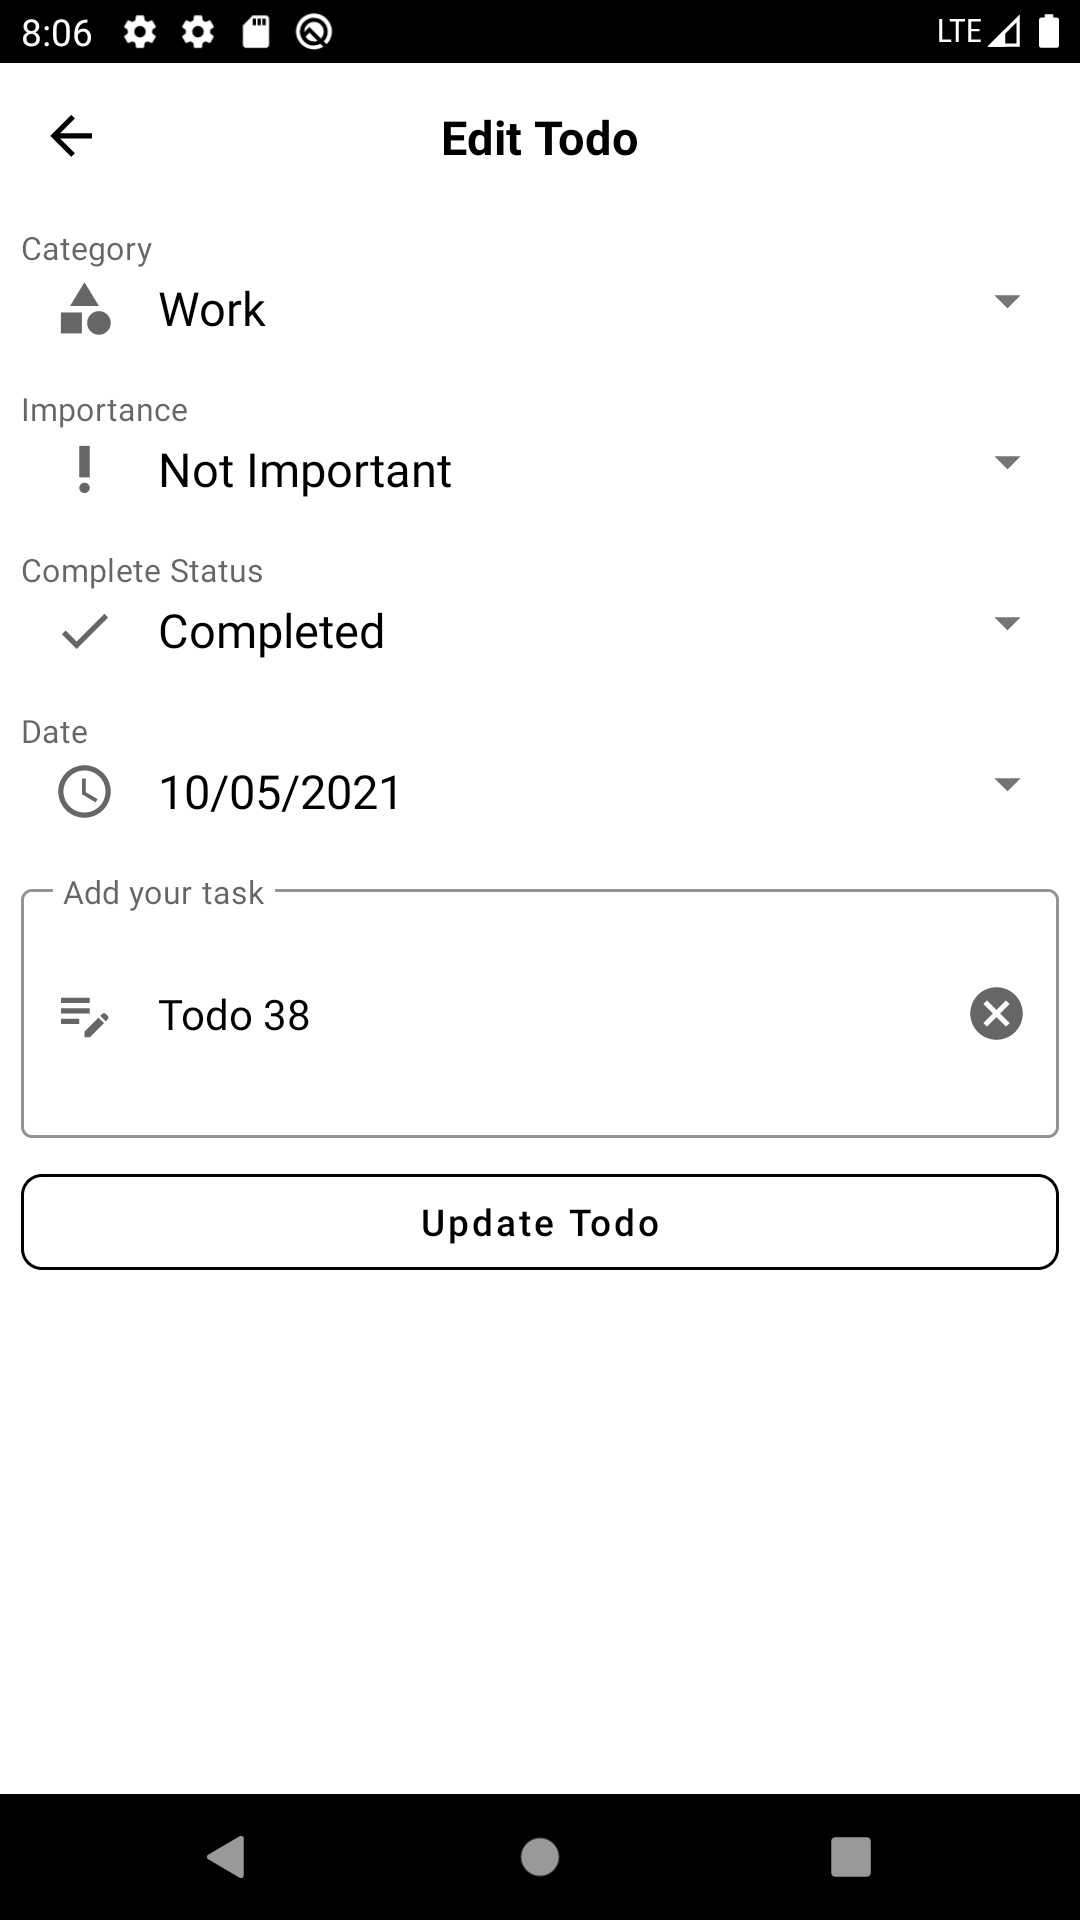 8:06 LTE
Edit Todo
Category
Work
Importance
Not Important
Complete Status
Completed
Date
10/05/2021
Add your task
Todo 38
Update Todo